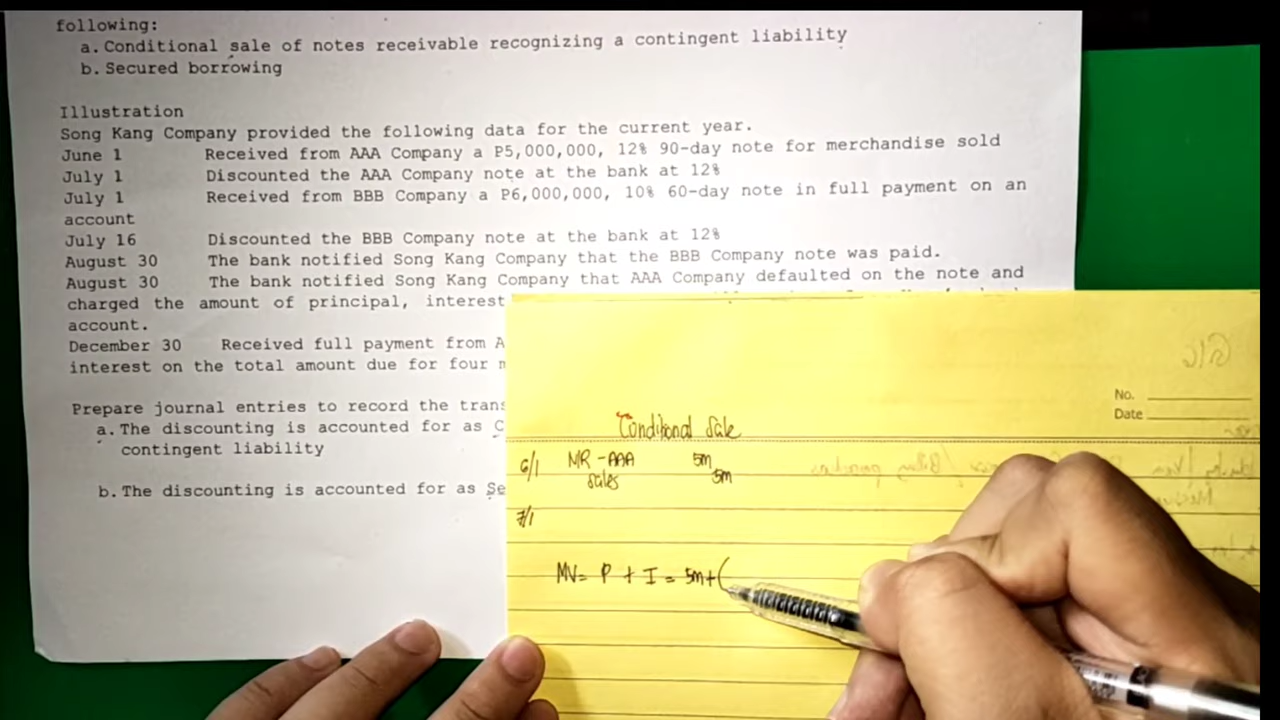 following:
a. Conditional sale of notes receivable recognizing a contingent liability
b. Secured borrowing
Illustration
Song Kang Company provided the following data for the current year.
June 1 Received from AAA Company a P5,000,000, 12% 90-day note for merchandise sold
July 1 Discounted the AAA Company note at the bank at 12%
July 1 Received from BBB Company a P6,000,000, 10% 60-day note in full payment on an
account
July 16 Discounted the BBB Company note at the bank at 12%
August 30 The bank notified Song Kang Company that the BBB Company note was paid.
August 30 The bank notified Song Kang Company that AAA Company defaulted on the note and
charged the amount of principal, interest
account.
December 30 Received full payment from A
interest on the total amount due for four
Prepare journal entries to record the tran
a. The discounting is accounted for as C
contingent liability
b. The discounting is accounted for as Se
No.
Date
Conditional Sale
6/1 NR -AAA 5m
Sales 5m
7/1
MV= P + I = 5m+(